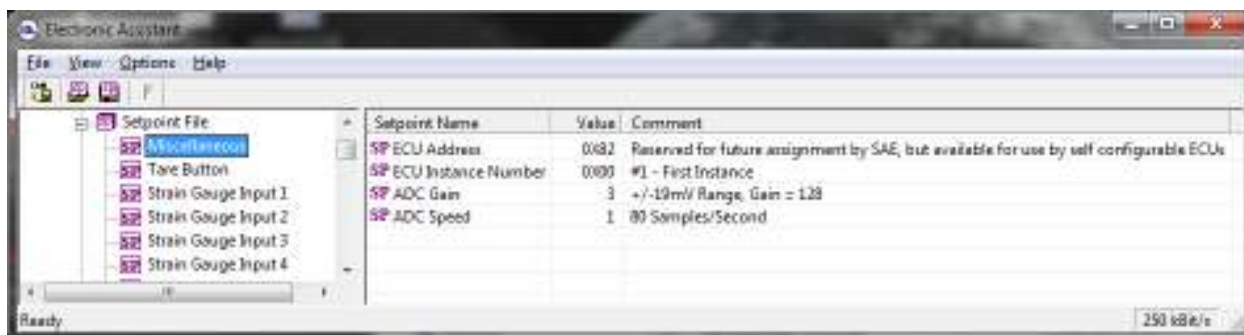 Electronic Assistant
File View Options Help
Setpoint File
Miscellaneous
Tare Button
Strain Gauge Input 1
Strain Gauge Input 2
Strain Gauge Input 3
Strain Gauge Input 4
Setpoint Name Value Comment
SP ECU Address 0X82 Reserved for future assignment by SAE, but available for use by self configurable ECUs
SP ECU Instance Number 0X00 #1 - First Instance
SP ADC Gain 3 +/-19mV Range, Gain = 128
SP ADC Speed 1 80 Samples/Second
Ready
250 kBit/s